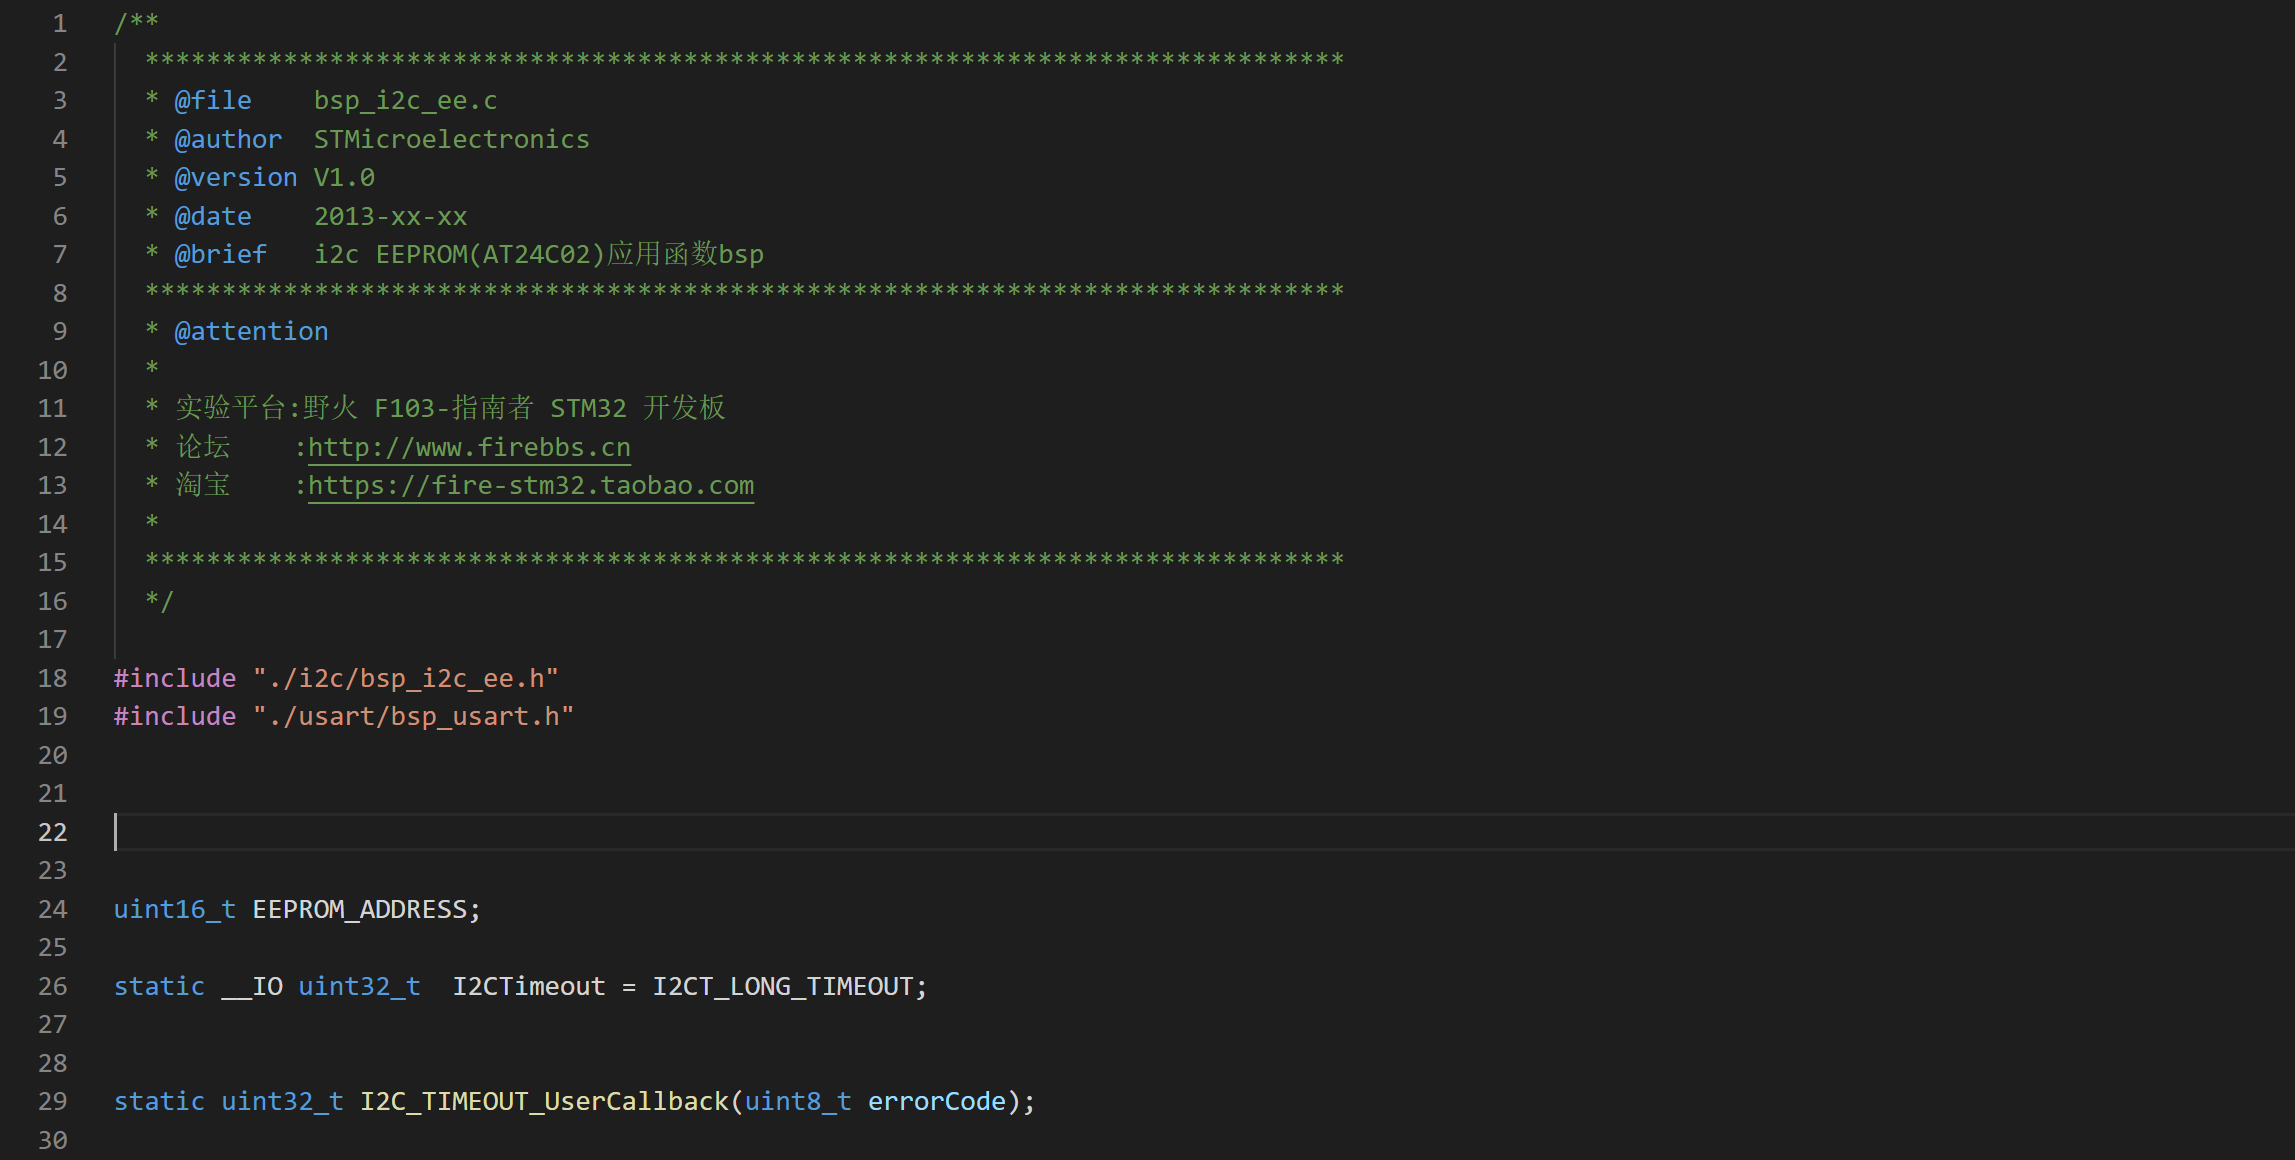 1 /**
2 ******************************************************************************
3 * @file    bsp_i2c_ee.c
4 * @author  STMicroelectronics
5 * @version V1.0
6 * @date    2013-xx-xx
7 * @brief   i2c EEPROM(AT24C02)应用函数bsp
8 ******************************************************************************
9 * @attention
10 *
11 * 实验平台:野火 F103-指南者 STM32 开发板
12 * 论坛    :http://www.firebbs.cn
13 * 淘宝    :https://fire-stm32.taobao.com
14 *
15 ******************************************************************************
16 */
17
18 #include "./i2c/bsp_i2c_ee.h"
19 #include "./usart/bsp_usart.h"
20
21
22
23
24 uint16_t EEPROM_ADDRESS;
25
26 static __IO uint32_t  I2CTimeout = I2CT_LONG_TIMEOUT;
27
28
29 static uint32_t I2C_TIMEOUT_UserCallback(uint8_t errorCode);
30